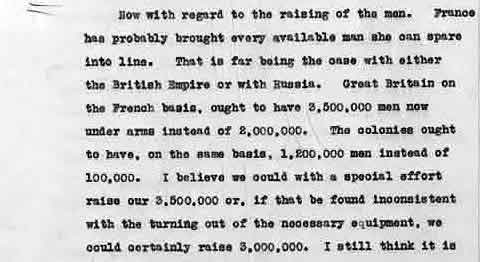 Now with regard to the raising of the men. France
has probably brought every available man she can spare
into line. That is far being the case with either
the British Empire or with Russia. Great Britain on
the French basis, ought to have 3,500,000 men now
under arms instead of 2,000,000. The colonies ought
to have, on the same basis, 1,200,000 men instead of
100,000. I believe we could with a special effort
raise our 3,500,000 or, if that be found inconsistent
with the turning out of the necessary equipment, we
could certainly raise 3,000,000. I still think it is